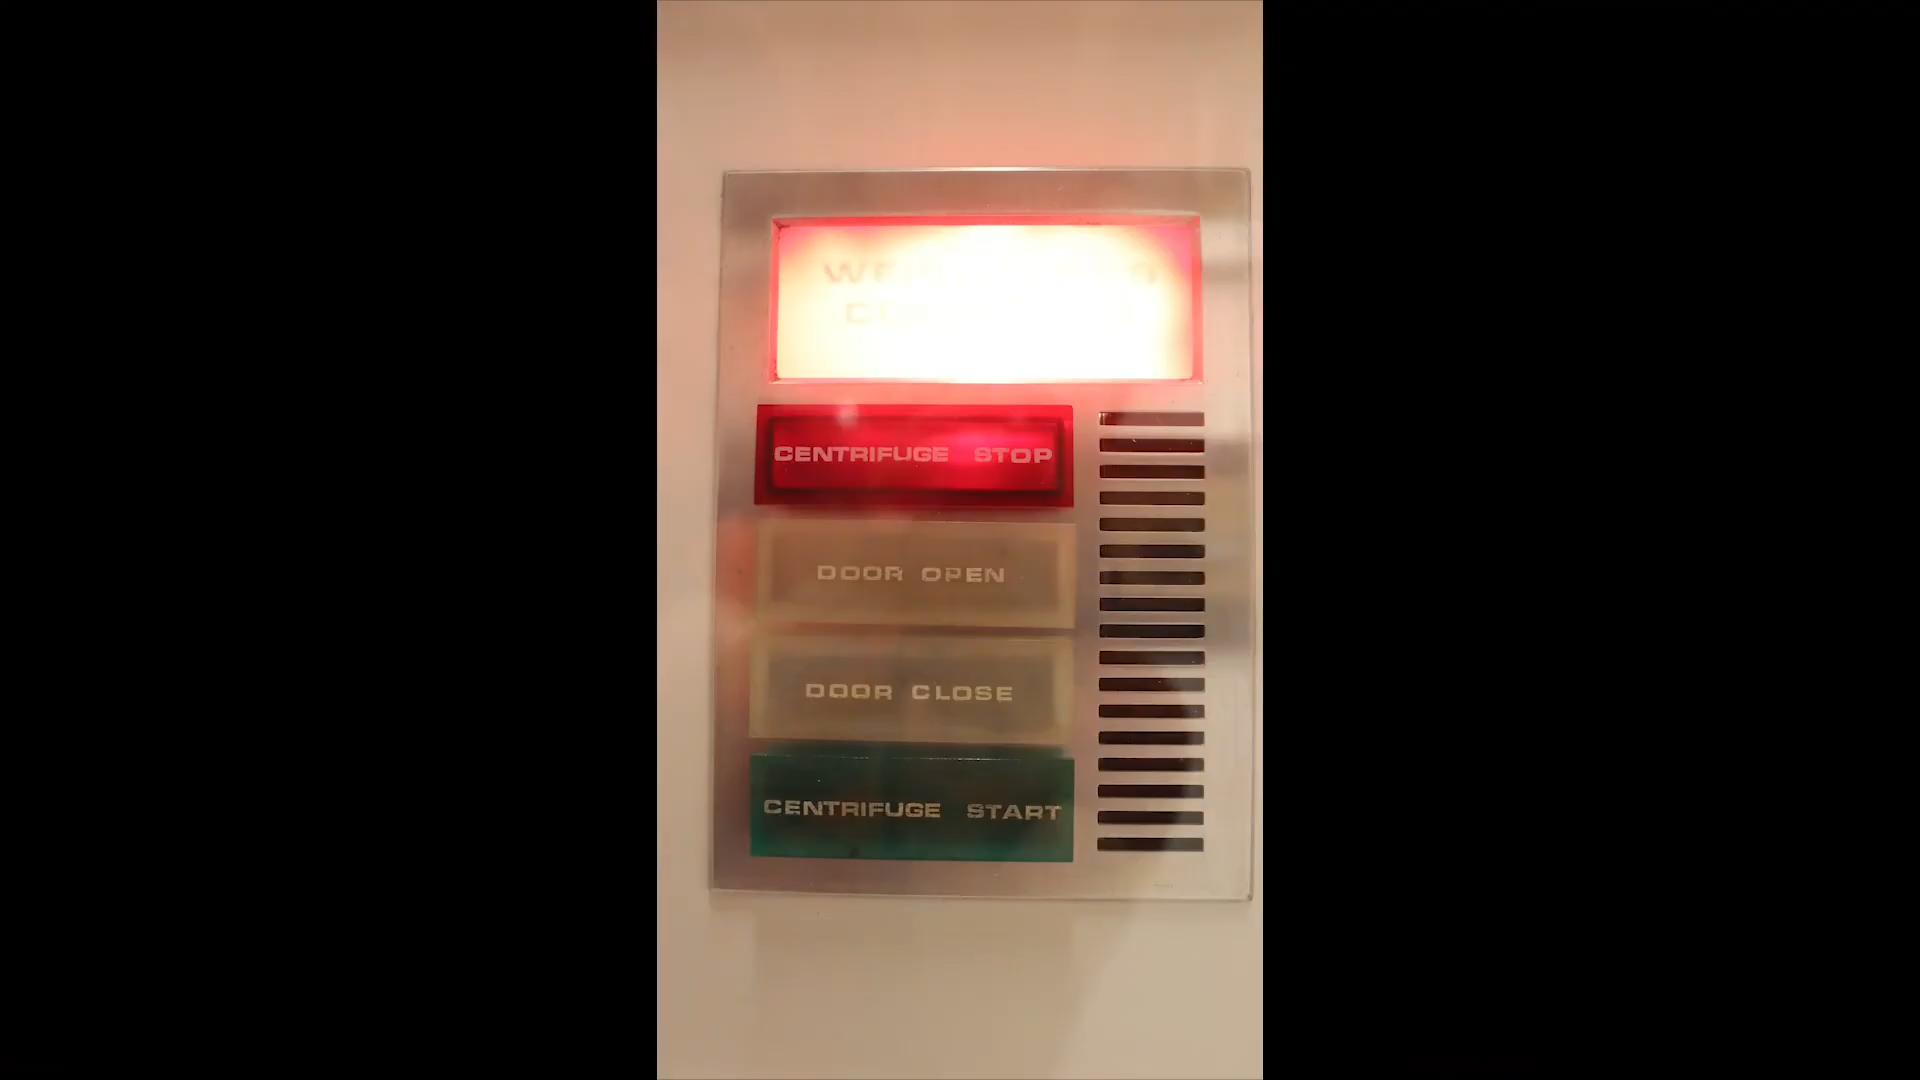 CENTRIFUGE STOP
DOOR OPEN
DOOR CLOSE
CENTRIFUGE START